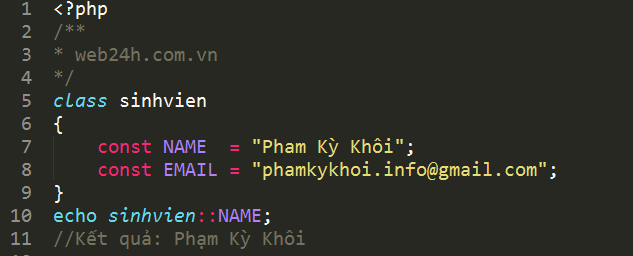 1 <?php
2 /**
3 * web24h.com.vn
4 */
5 class sinhvien
6 {
7 const NAME  = "Phạm Kỳ Khôi";
8 const EMAIL = "phamkykhoi.info@gmail.com";
9 }
10 echo sinhvien::NAME;
11 //Kết quả: Phạm Kỳ Khôi